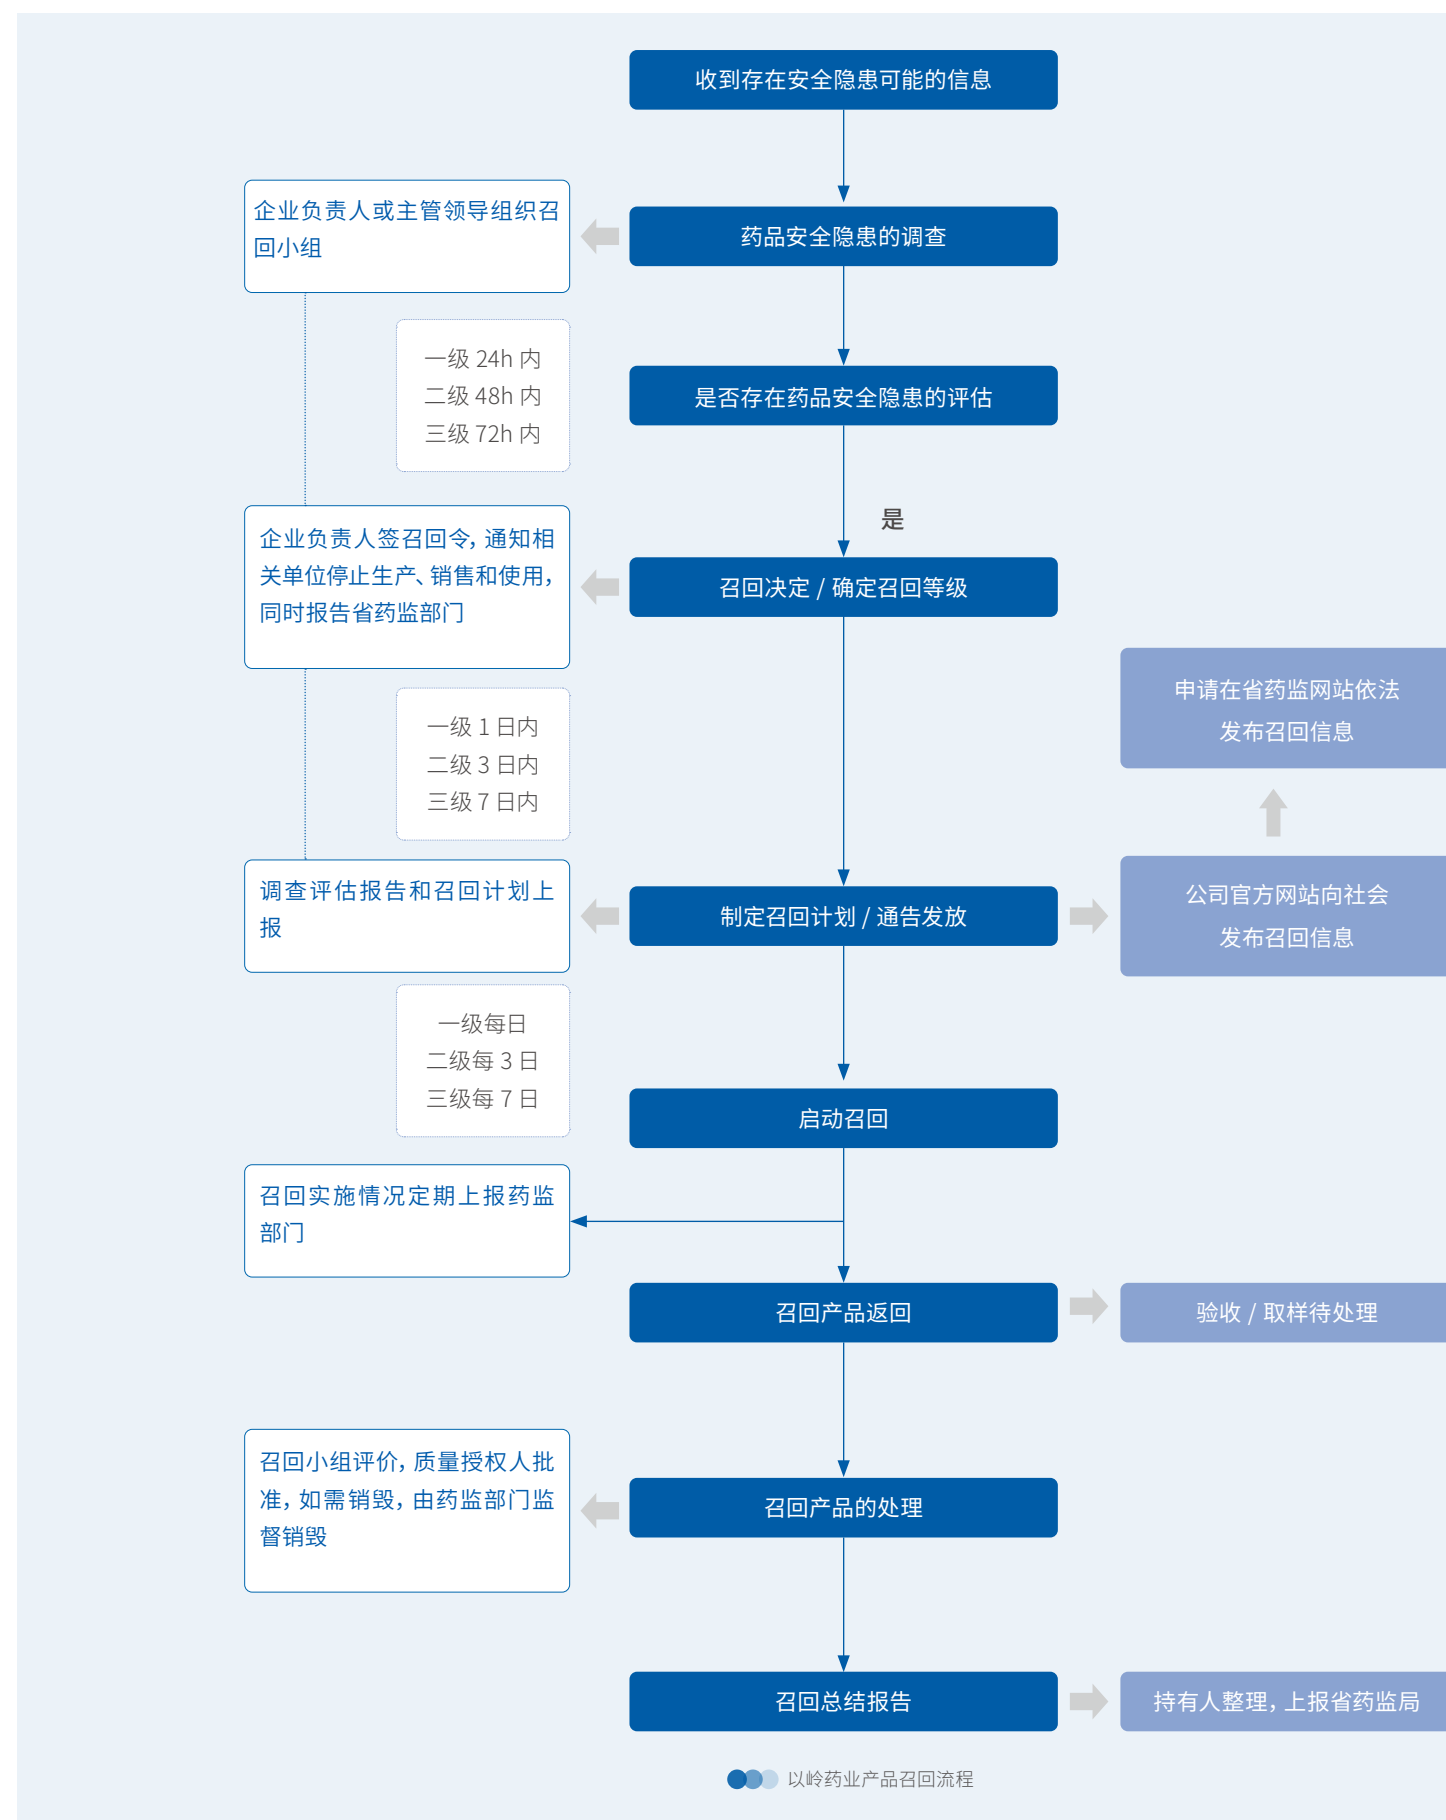 收到存在安全隐患可能的信息
企业负责人或主管领导组织召
回小组
药品安全隐患的调查
一级 24h 内
二级 48h 内
三级 72h 内
是否存在药品安全隐患的评估
是
企业负责人签召回令，通知相
关单位停止生产、销售和使用，
同时报告省药监部门
召回决定 / 确定召回等级
申请在省药监网站依法
发布召回信息
一级 1 日内
二级 3 日内
三级 7 日内
调查评估报告和召回计划上
报
制定召回计划 / 通告发放
公司官方网站向社会
发布召回信息
一级每日
二级每 3 日
三级每 7 日
启动召回
召回实施情况定期上报药监
部门
召回产品返回
验收 / 取样待处理
召回小组评价，质量授权人批
准，如需销毁，由药监部门监
督销毁
召回产品的处理
召回总结报告
持有人整理，上报省药监局
以岭药业产品召回流程